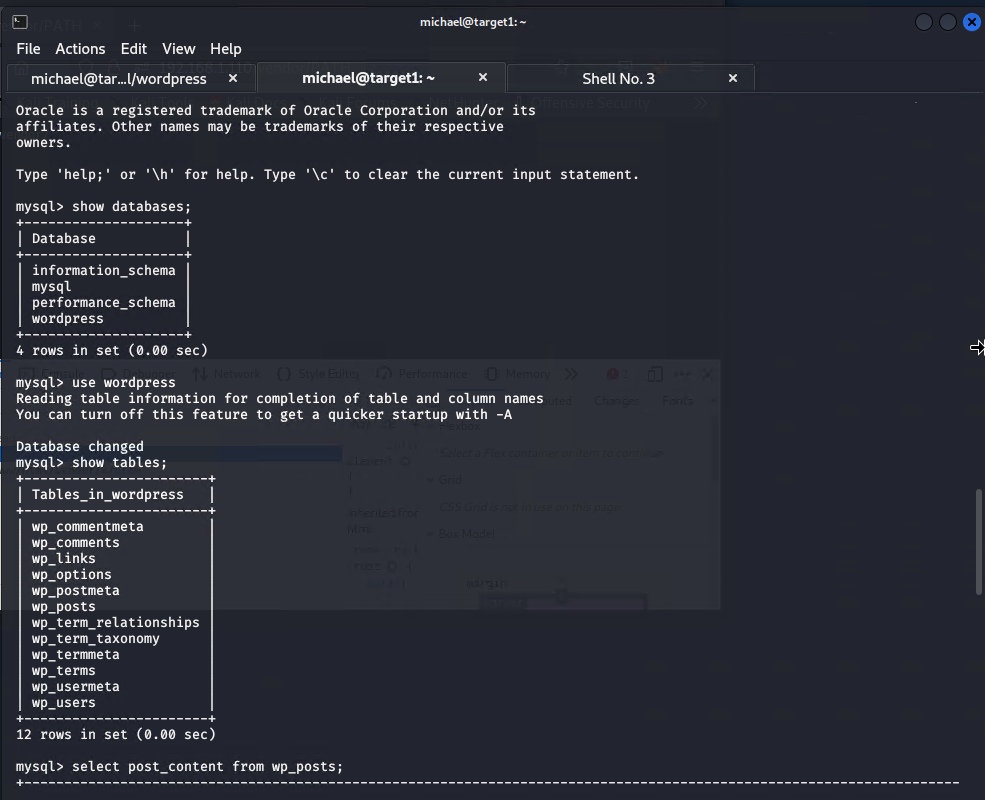 michael@target1: ~
File Actions Edit View Help
michael@tar...l/wordpress × michael@target1: ~ × Shell No. 3 ×
Oracle is a registered trademark of Oracle Corporation and/or its
affiliates. Other names may be trademarks of their respective
owners.
Type 'help;' or '\h' for help. Type '\c' to clear the current input statement.
mysql> show databases;
+--------------------+
| Database           |
+--------------------+
| information_schema |
| mysql              |
| performance_schema |
| wordpress          |
+--------------------+
4 rows in set (0.00 sec)
mysql> use wordpress
Reading table information for completion of table and column names
You can turn off this feature to get a quicker startup with -A
Database changed
mysql> show tables;
+-----------------------+
| Tables_in_wordpress   |
+-----------------------+
| wp_commentmeta        |
| wp_comments           |
| wp_links              |
| wp_options            |
| wp_postmeta           |
| wp_posts              |
| wp_term_relationships |
| wp_term_taxonomy      |
| wp_termmeta           |
| wp_terms              |
| wp_usermeta           |
| wp_users              |
+-----------------------+
12 rows in set (0.00 sec)
mysql> select post_content from wp_posts;